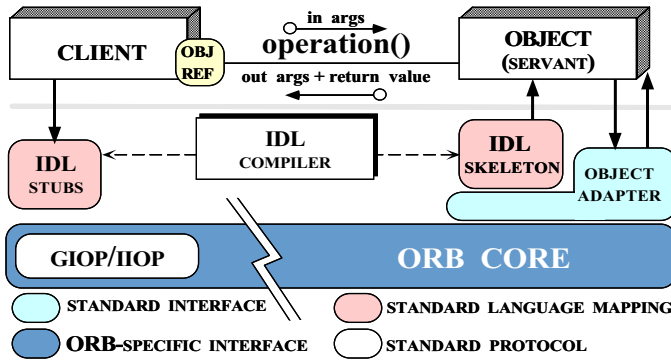 in args
CLIENT
OBJ
REF
operation()
OBJECT
(SERVANT)
out args + return value
IDL
STUBS
IDL
COMPILER
IDL
SKELETON
OBJECT
ADAPTER
GIOP/IIOP
ORB CORE
STANDARD INTERFACE
STANDARD LANGUAGE MAPPING
ORB-SPECIFIC INTERFACE
STANDARD PROTOCOL